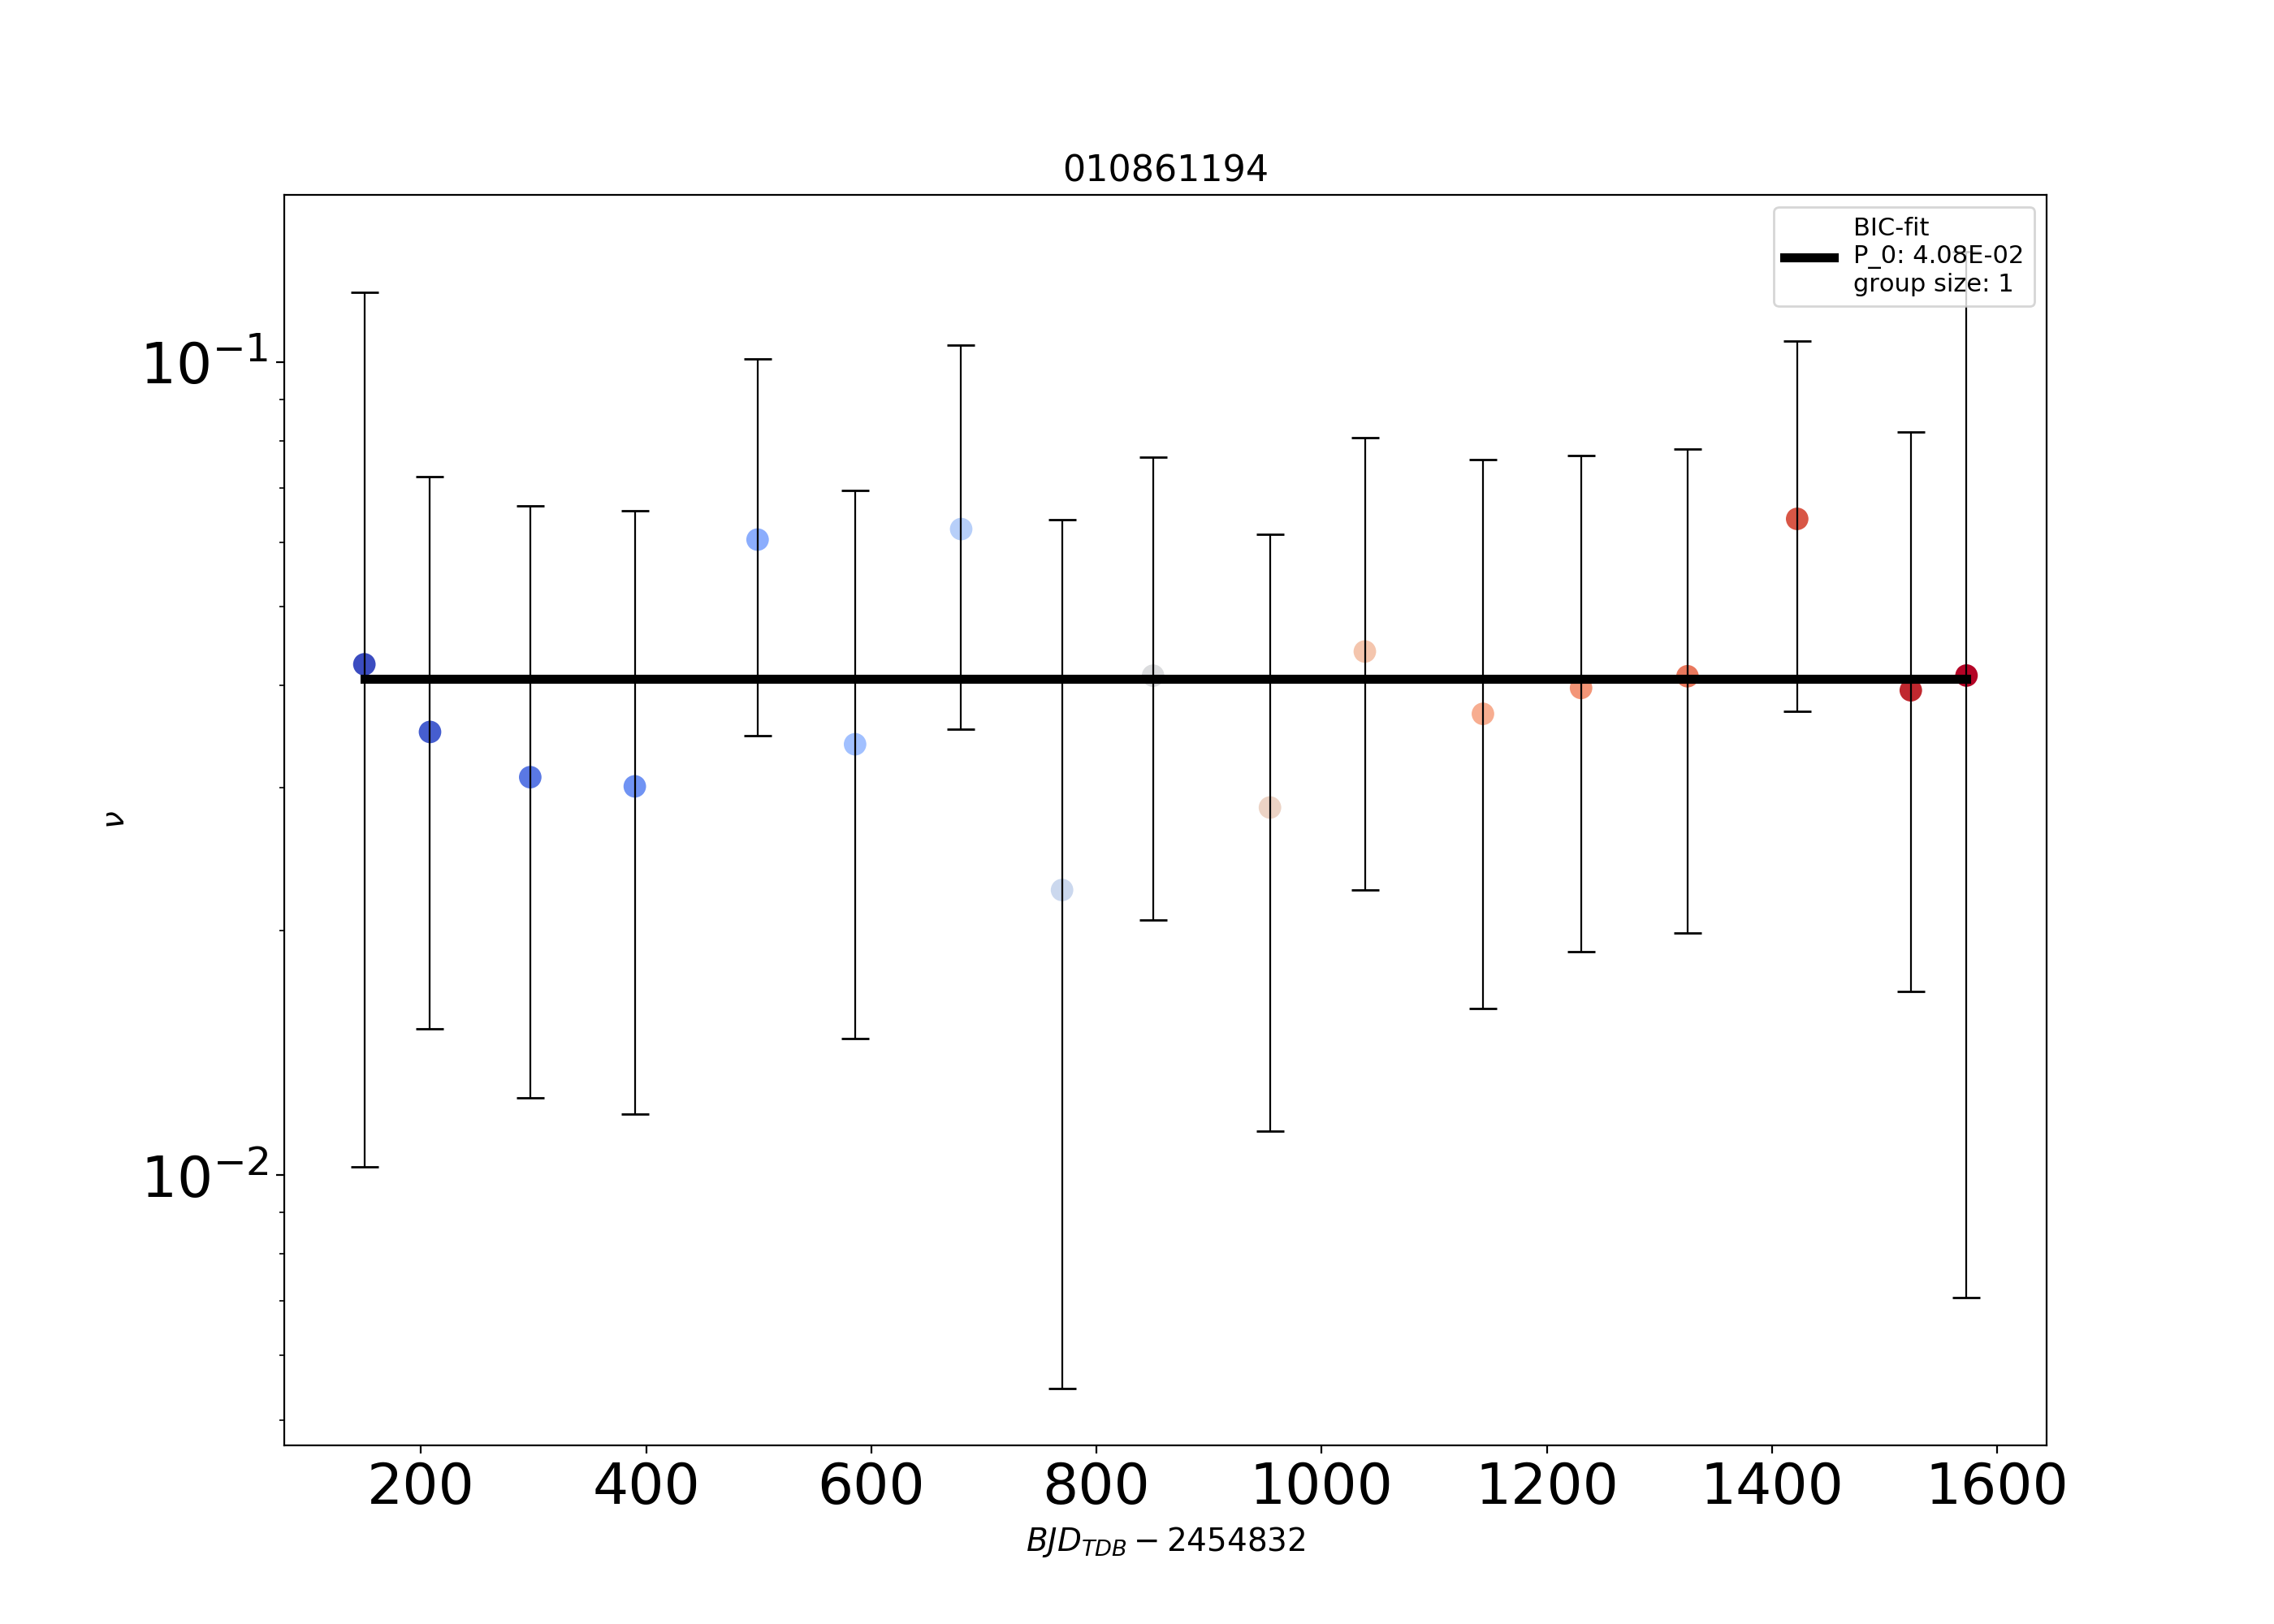 010861194
BIC-fit
P_0: 4.08E-02
group size: 1
10⁻¹
10⁻²
ν
200 400 600 800 1000 1200 1400 1600
BJD_TDB − 2454832